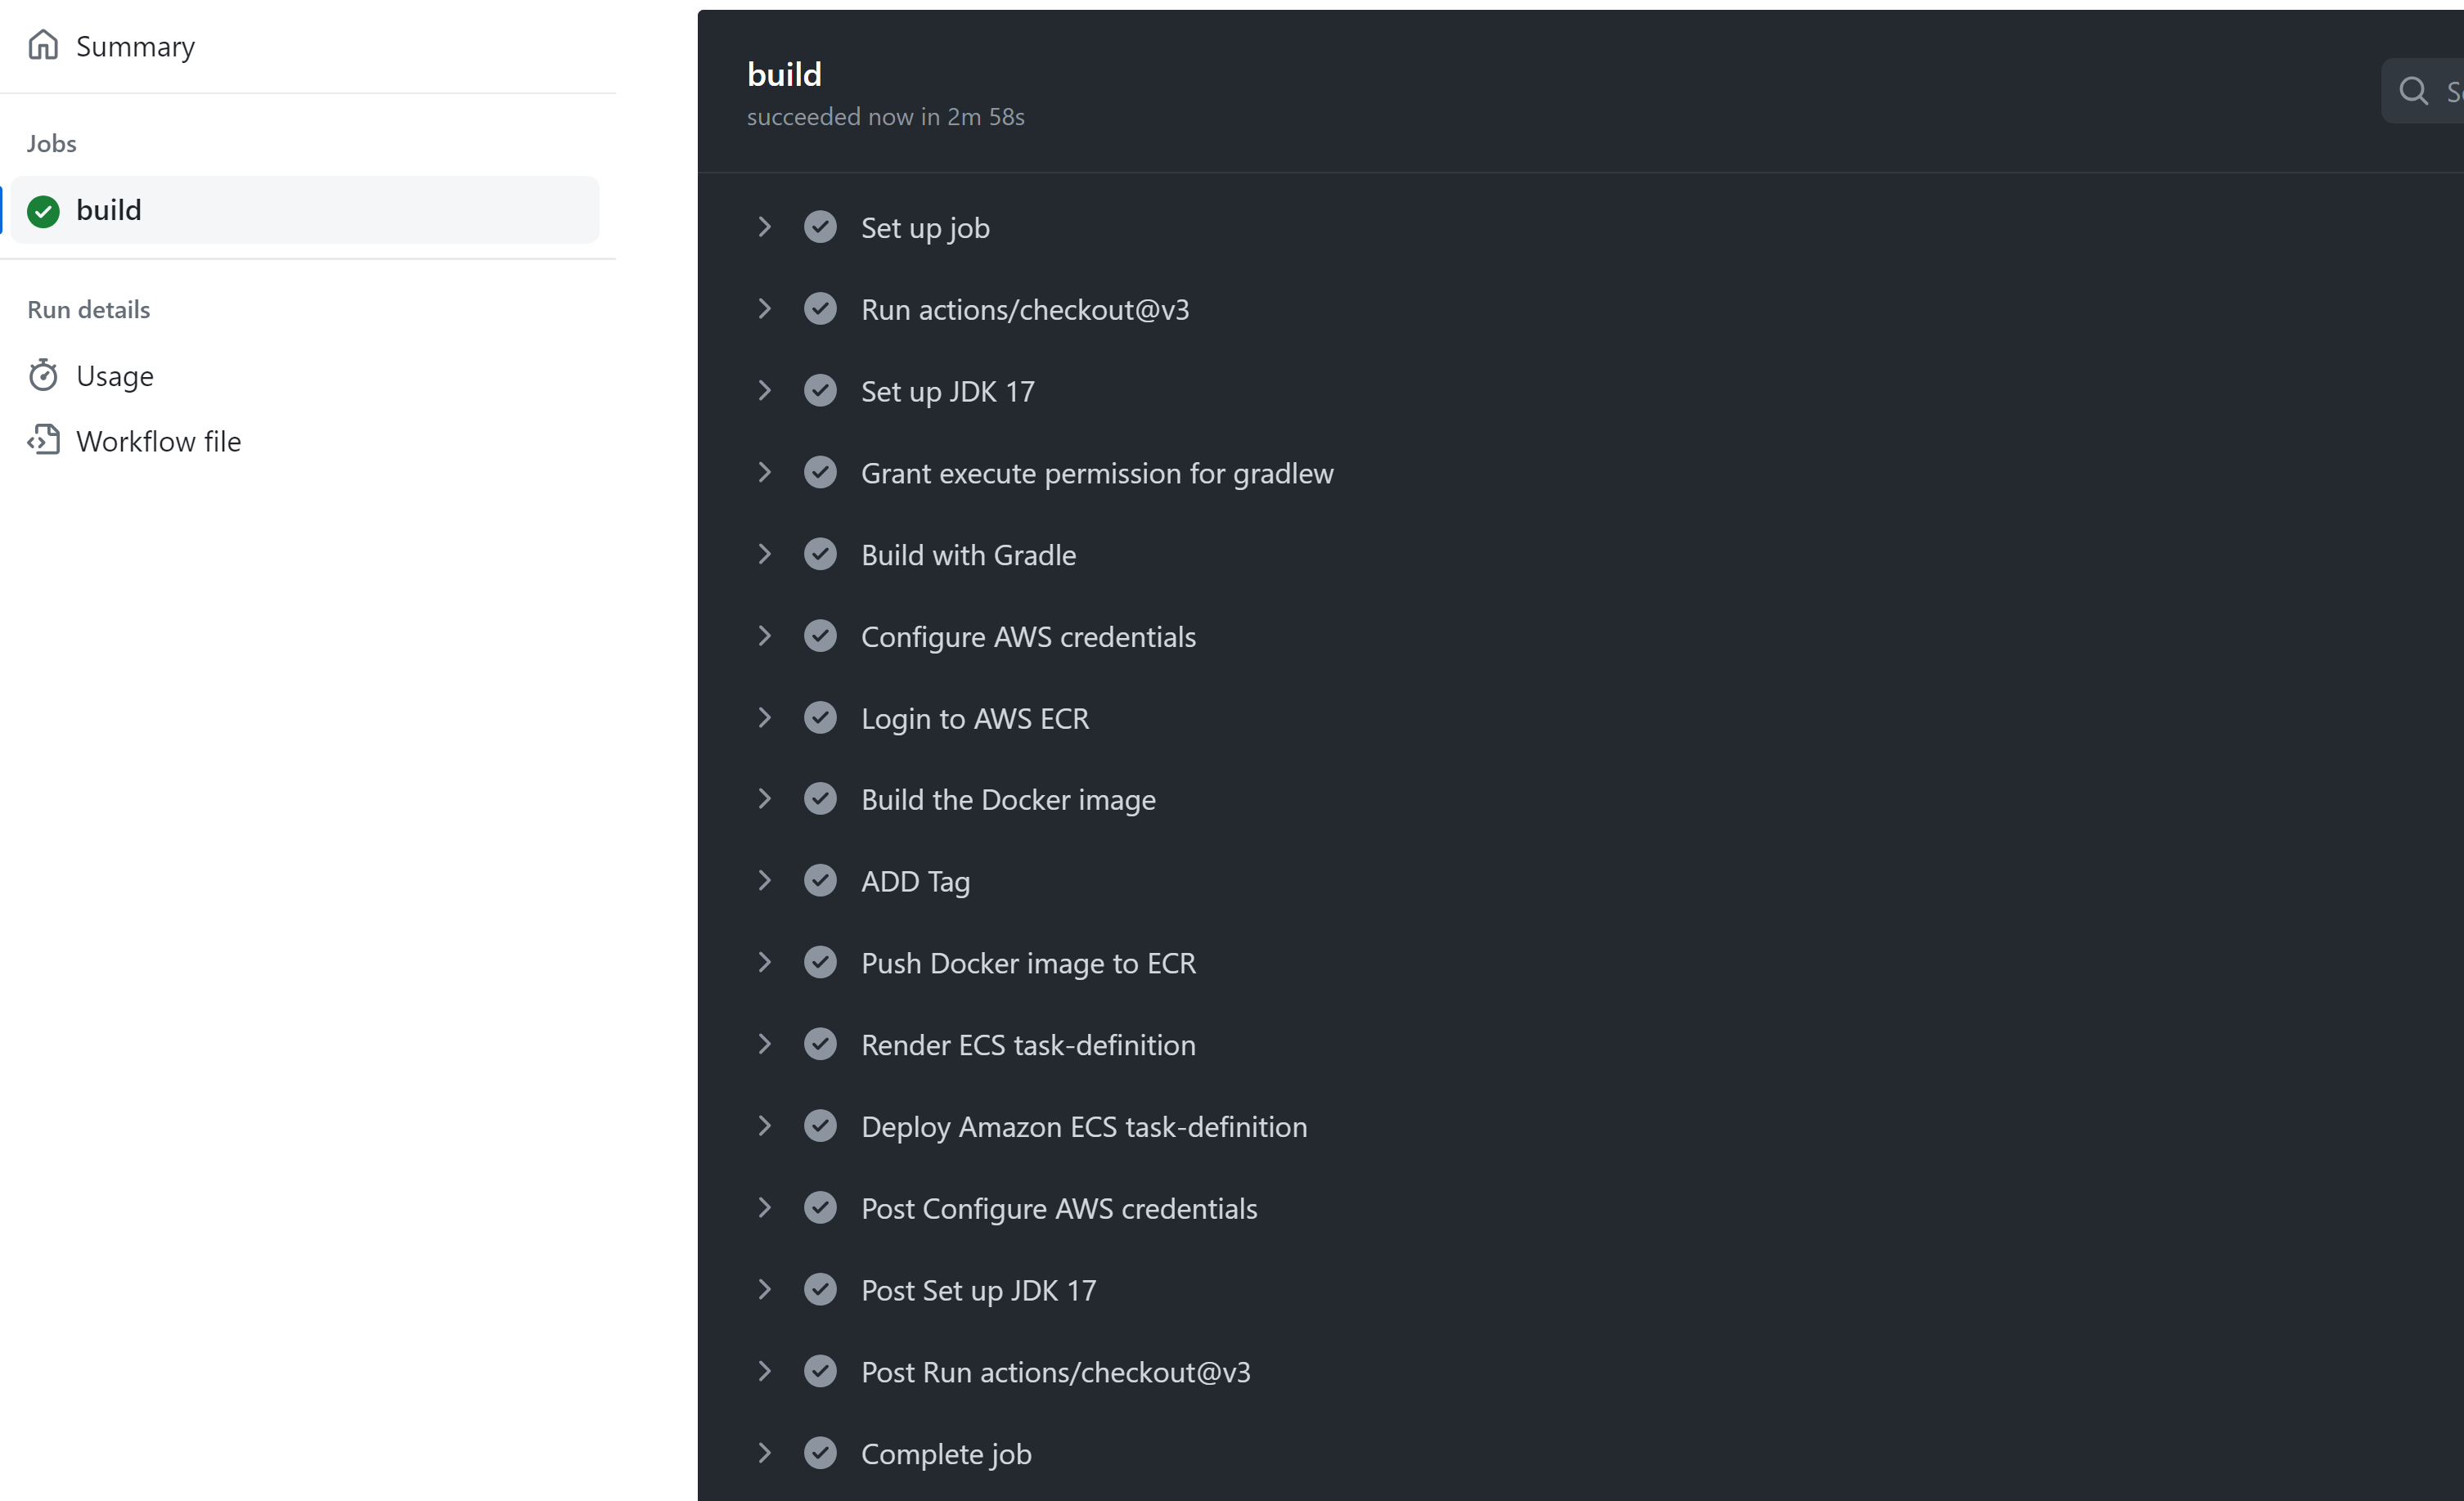 Summary
Jobs
build
Run details
Usage
Workflow file
build
succeeded now in 2m 58s
Set up job
Run actions/checkout@v3
Set up JDK 17
Grant execute permission for gradlew
Build with Gradle
Configure AWS credentials
Login to AWS ECR
Build the Docker image
ADD Tag
Push Docker image to ECR
Render ECS task-definition
Deploy Amazon ECS task-definition
Post Configure AWS credentials
Post Set up JDK 17
Post Run actions/checkout@v3
Complete job